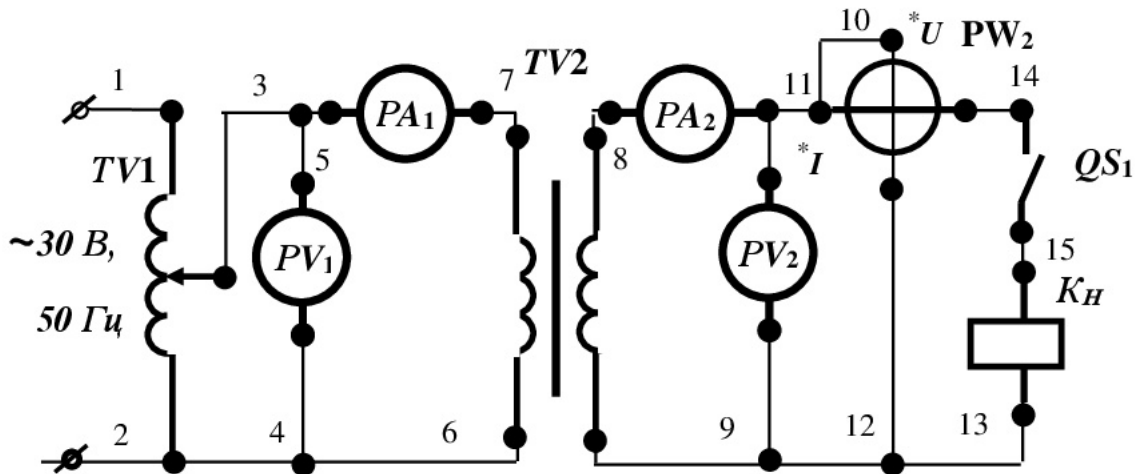 10 *U PW2
1 3 7 TV2 11 14
PA1 PA2
TV1 5 8 *I QS1
~30 В, PV1 PV2
50 Гц 15 KН
2 4 6 9 12 13